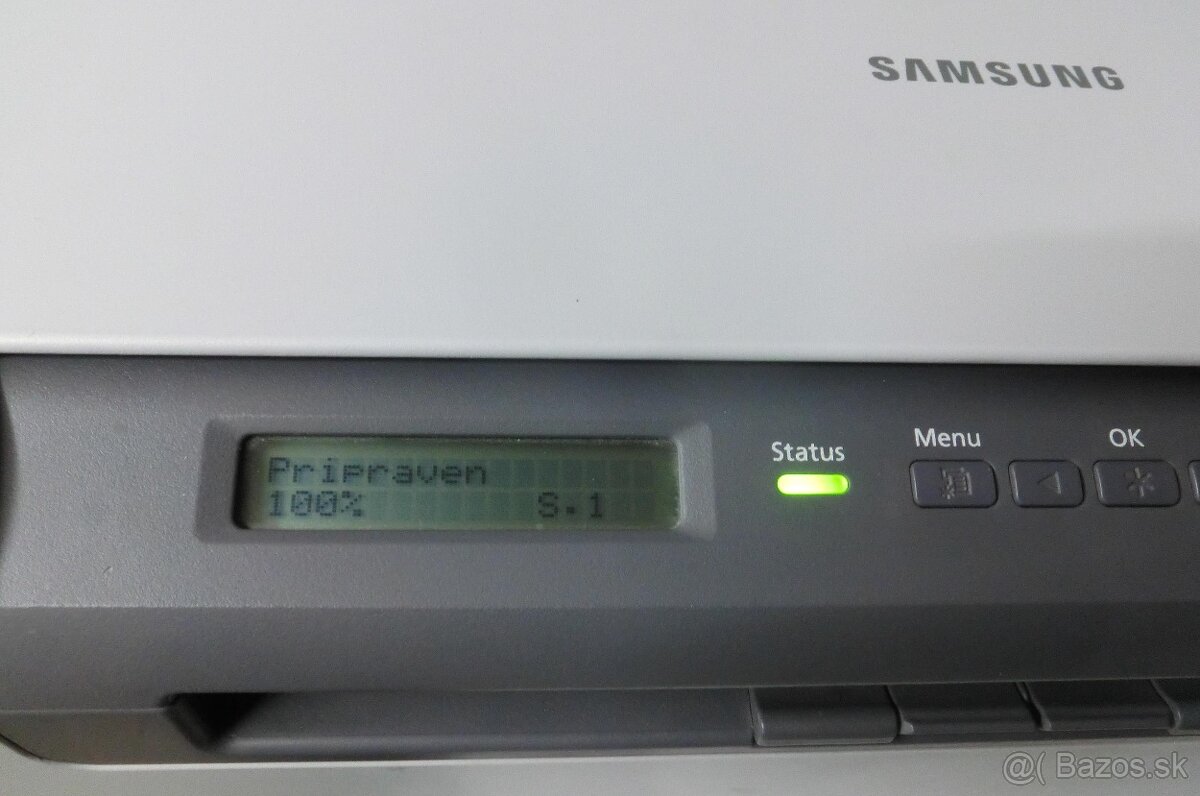 SAMSUNG
Pripraven
100% S.1
Status
Menu
OK
@( Bazos.sk